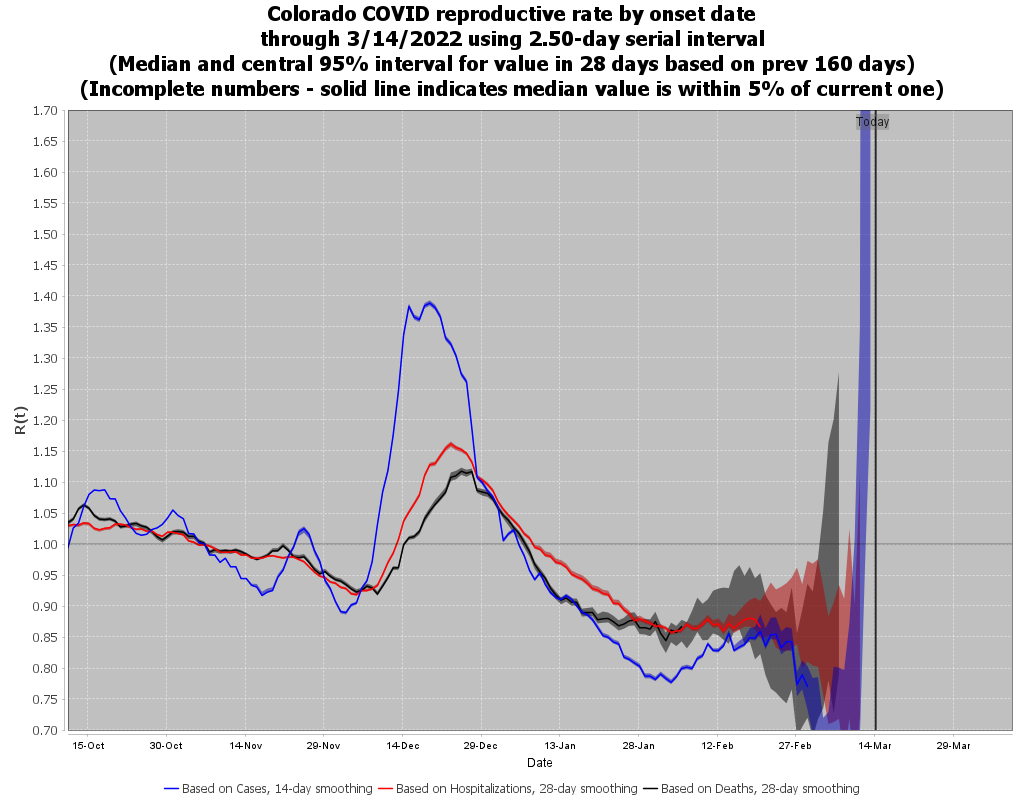 Colorado COVID reproductive rate by onset date
through 3/14/2022 using 2.50-day serial interval
(Median and central 95% interval for value in 28 days based on prev 160 days)
(Incomplete numbers - solid line indicates median value is within 5% of current one)
Today
1.70
1.65
1.60
1.55
1.50
1.45
1.40
1.35
1.30
1.25
1.20
1.15
1.10
1.05
1.00
0.95
0.90
0.85
0.80
0.75
0.70
R(t)
15-Oct 30-Oct 14-Nov 29-Nov 14-Dec 29-Dec 13-Jan 28-Jan 12-Feb 27-Feb 14-Mar 29-Mar
Date
Based on Cases, 14-day smoothing Based on Hospitalizations, 28-day smoothing Based on Deaths, 28-day smoothing